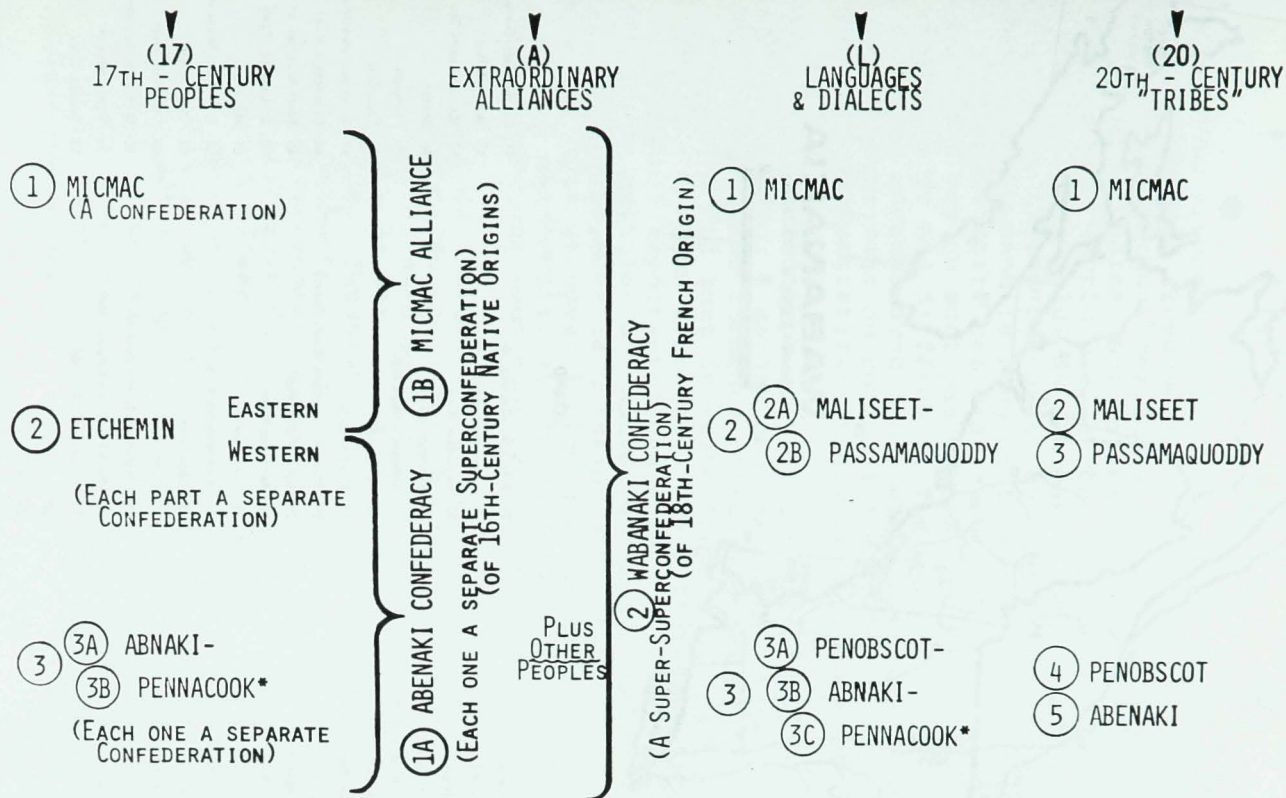 (17)
17TH - CENTURY
PEOPLES
1 MICMAC
(A CONFEDERATION)
2 ETCHEMIN
EASTERN
WESTERN
(EACH PART A SEPARATE
CONFEDERATION)
3
3A ABNAKI-
3B PENNACOOK*
(EACH ONE A SEPARATE
CONFEDERATION)
(A)
EXTRAORDINARY
ALLIANCES
1B MICMAC ALLIANCE
1A ABENAKI CONFEDERACY
(EACH ONE A SEPARATE SUPERCONFEDERATION)
(OF 16TH-CENTURY NATIVE ORIGINS)
PLUS
OTHER
PEOPLES
2 WABANAKI CONFEDERACY
(A SUPER-SUPERCONFEDERATION)
(OF 18TH-CENTURY FRENCH ORIGIN)
(L)
LANGUAGES
& DIALECTS
1 MICMAC
2
2A MALISEET-
2B PASSAMAQUODDY
3
3A PENOBSCOT-
3B ABNAKI-
3C PENNACOOK*
(20)
20TH - CENTURY
"TRIBES"
1 MICMAC
2 MALISEET
3 PASSAMAQUODDY
4 PENOBSCOT
5 ABENAKI